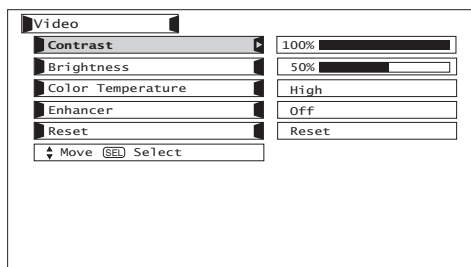 Video
Contrast 100%
Brightness 50%
Color Temperature High
Enhancer Off
Reset Reset
Move SEL Select